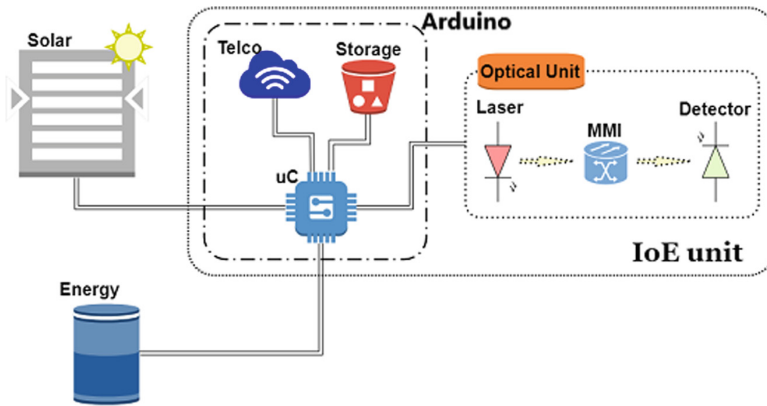 Arduino
Solar
Telco
Storage
Optical Unit
Laser
MMI
Detector
uC
IoE unit
Energy